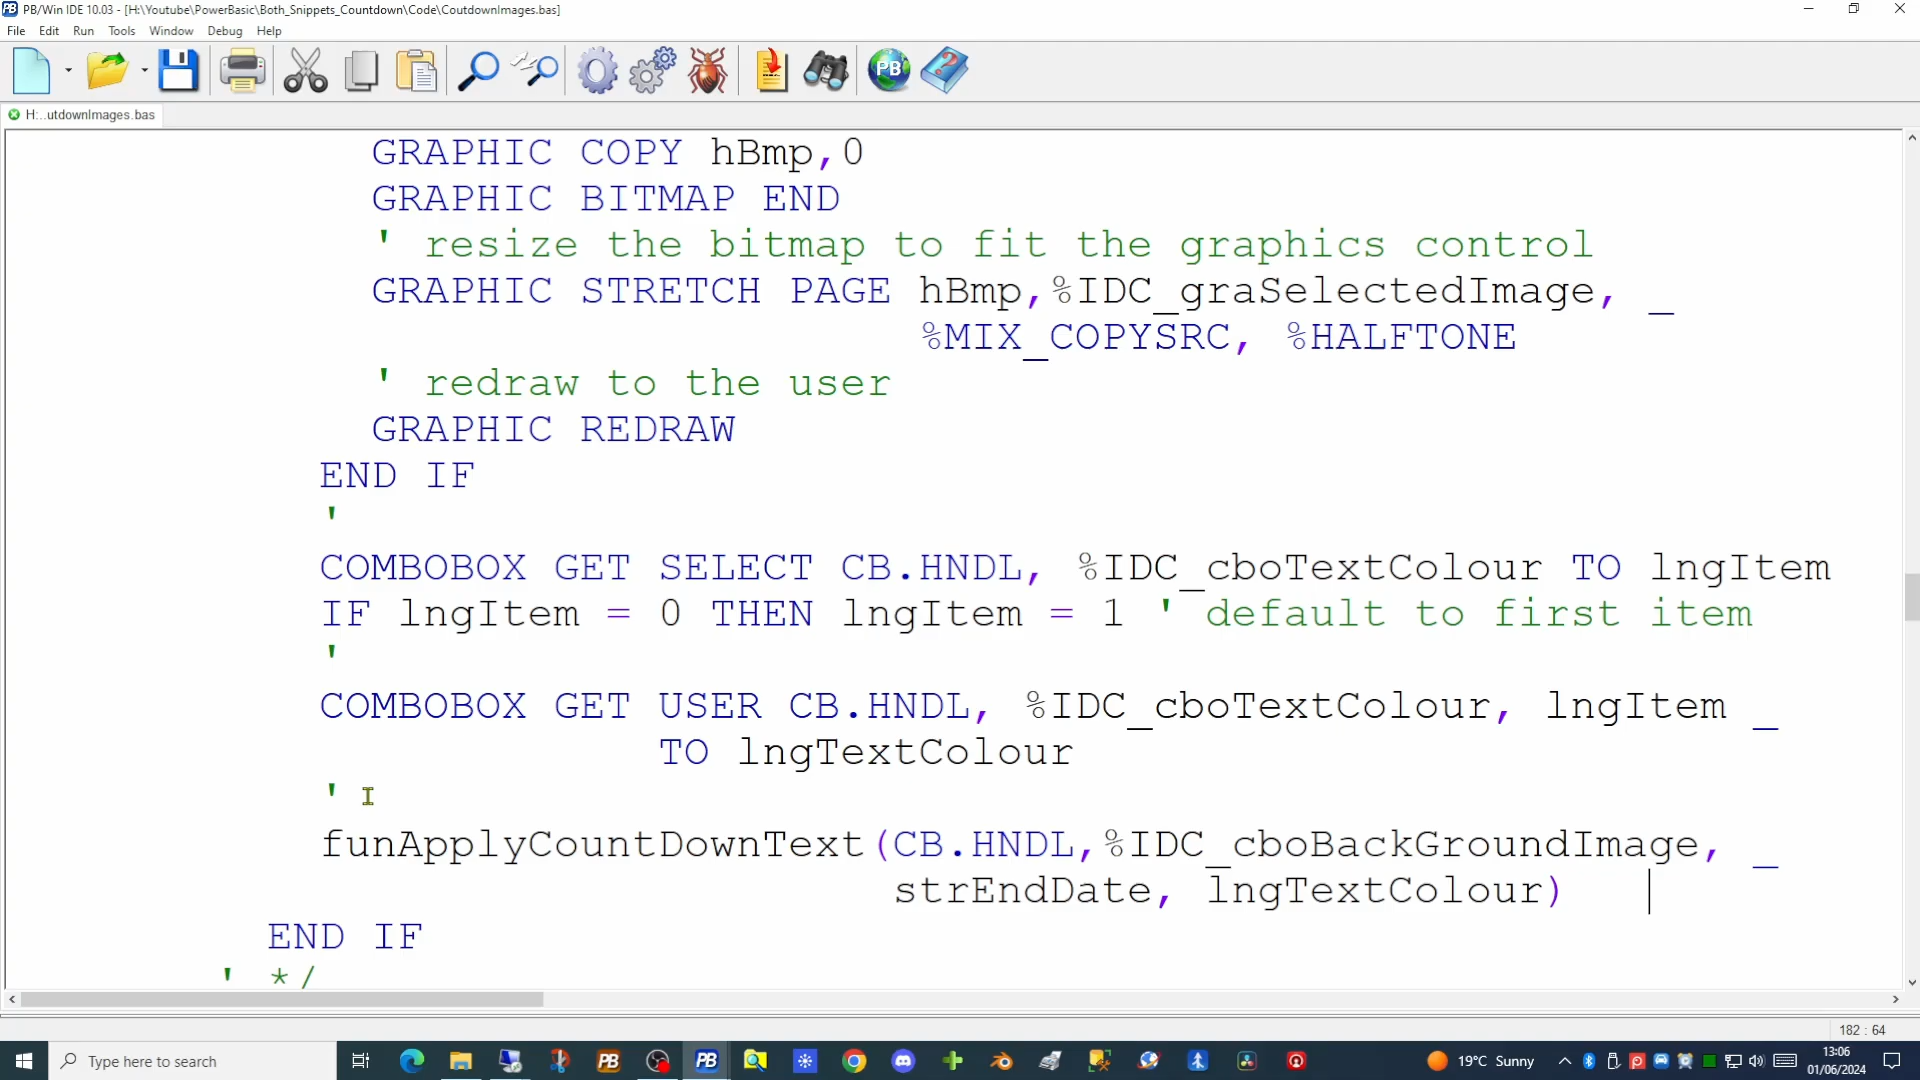 PB/Win IDE 10.03 - [H:\Youtube\PowerBasic\Both_Snippets_Countdown\Code\CoutdownImages.bas]
File Edit Run Tools Window Debug Help
PB
H:..utdownImages.bas
GRAPHIC COPY hBmp,0
GRAPHIC BITMAP END
' resize the bitmap to fit the graphics control
GRAPHIC STRETCH PAGE hBmp,%IDC_graSelectedImage, _
%MIX_COPYSRC, %HALFTONE
' redraw to the user
GRAPHIC REDRAW
END IF
'
COMBOBOX GET SELECT CB.HNDL, %IDC_cboTextColour TO lngItem
IF lngItem = 0 THEN lngItem = 1 ' default to first item
'
COMBOBOX GET USER CB.HNDL, %IDC_cboTextColour, lngItem _
TO lngTextColour
'
funApplyCountDownText(CB.HNDL,%IDC_cboBackGroundImage, _
strEndDate, lngTextColour)
END IF
' */
182 : 64
Type here to search
PB
PB
19°C Sunny
13:06
01/06/2024